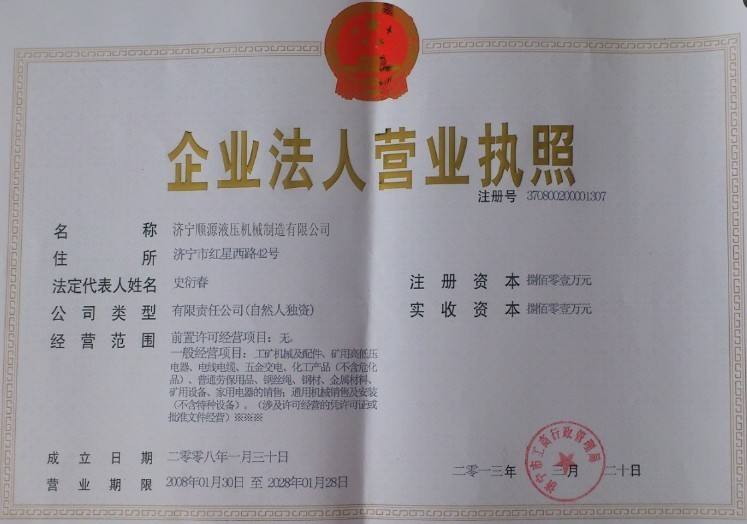 企业法人营业执照
注册号 370800200001307
名称 济宁顺源液压机械制造有限公司
住所 济宁市红星西路42号
法定代表人姓名 史衍春
注册资本 捌佰零壹万元
公司类型 有限责任公司(自然人独资)
实收资本 捌佰零壹万元
经营范围 前置许可经营项目：无。
一般经营项目：工矿机械及配件、矿用高低压
电器、电线电缆、五金交电、化工产品（不含危化
品）、普通劳保用品、钢丝绳、钢材、金属材料、
矿用设备、家用电器的销售；通用机械销售及安装
（不含特种设备）。（涉及许可经营的凭许可证或
批准文件经营）※※※
成立日期 二零零八年一月三十日
营业期限 2008年01月30日 至 2028年01月28日
二零一三年 三月 二十日
济宁市工商行政管理局